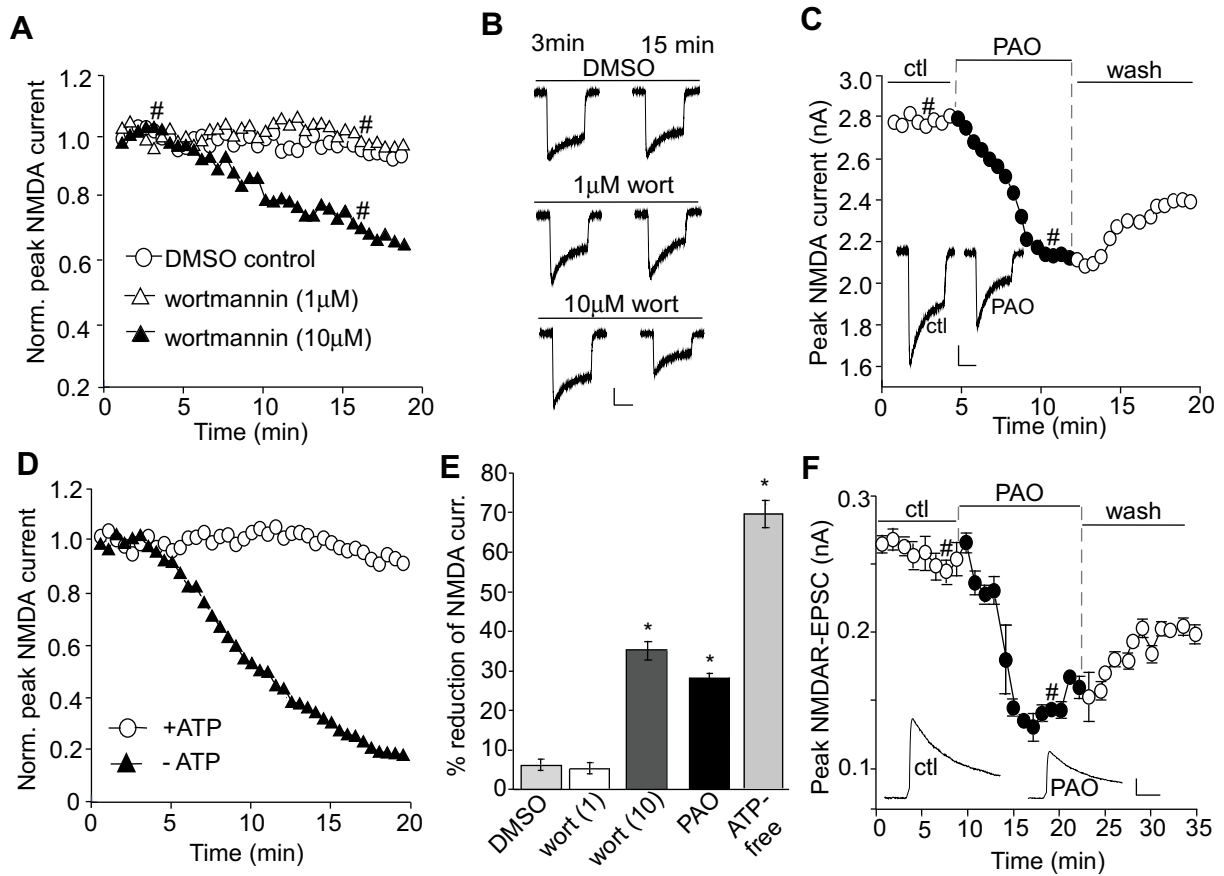 A
Norm. peak NMDA current
1.2
1.0
0.8
0.6
0.4
0.2
#
#
#
DMSO control
wortmannin (1µM)
wortmannin (10µM)
0
5
10
15
20
Time (min)
B
3min 15 min
DMSO
1µM wort
10µM wort
C
PAO
ctl
wash
Peak NMDA current (nA)
3.0
2.8
2.6
2.4
2.2
2.0
1.8
1.6
#
#
ctl
PAO
0
5
10
15
20
Time (min)
D
Norm. peak NMDA current
1.2
1.0
0.8
0.6
0.4
0.2
0
+ATP
- ATP
0
5
10
15
20
Time (min)
E
% reduction of NMDA curr.
80
70
60
50
40
30
20
10
0
*
*
*
DMSO
wort (1)
wort (10)
PAO
ATP-
free
F
PAO
ctl
wash
Peak NMDAR-EPSC (nA)
0.3
0.2
0.1
#
#
ctl
PAO
0
5
10
15
20
25
30
35
Time (min)